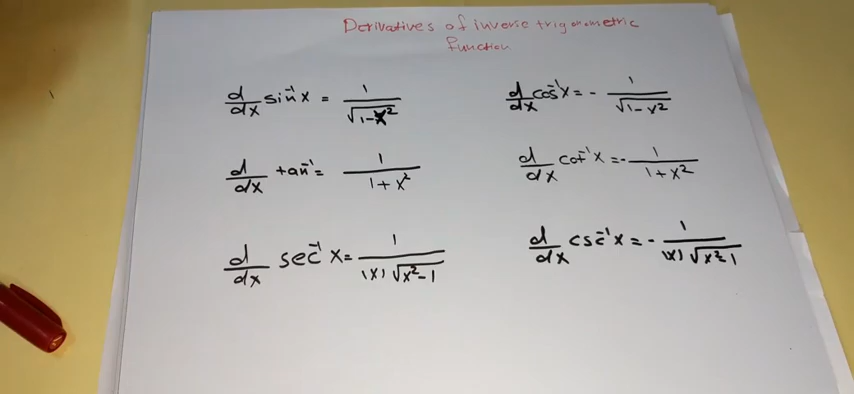 Derivatives of inverse trigonometric
function
d/dx sin⁻¹x = 1/√(1-x²)
d/dx cos⁻¹x = - 1/√(1-x²)
d/dx tan⁻¹ = 1/(1+x²)
d/dx cot⁻¹x = - 1/(1+x²)
d/dx sec⁻¹x = 1/(|x|√(x²-1))
d/dx csc⁻¹x = - 1/(|x|√(x²-1))